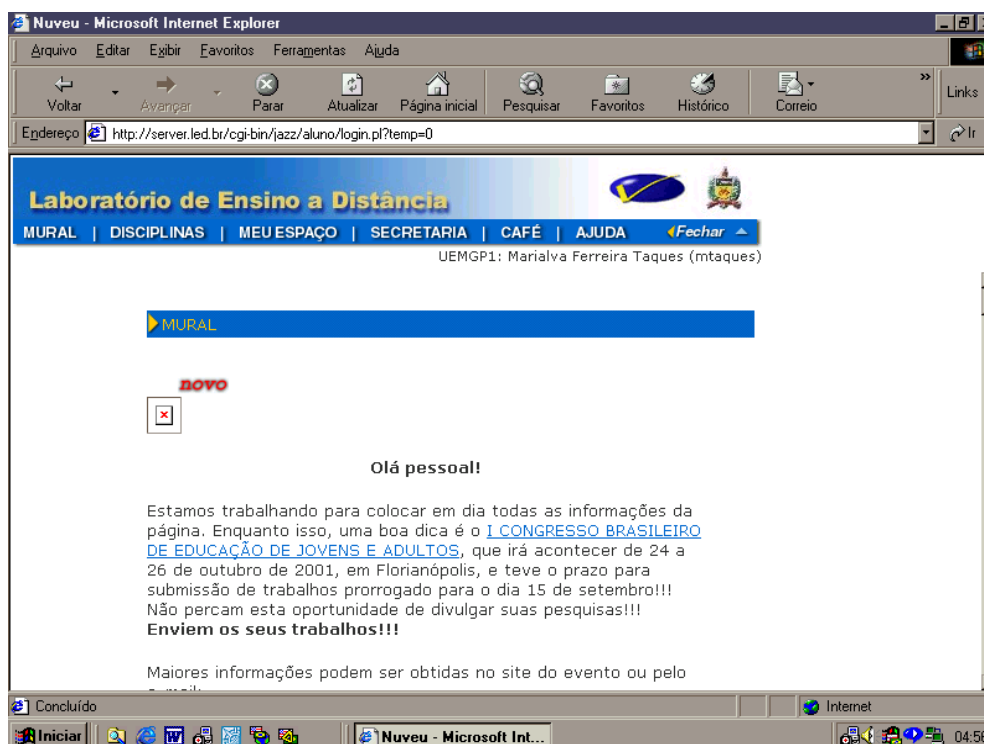 Nuveu - Microsoft Internet Explorer
Arquivo Editar Exibir Favoritos Ferramentas Ajuda
Voltar Avançar Parar Atualizar Página inicial Pesquisar Favoritos Histórico Correio » Links
Endereço http://server.led.br/cgi-bin/jazz/aluno/login.pl?temp=0 Ir
Laboratório de Ensino a Distância
MURAL | DISCIPLINAS | MEU ESPAÇO | SECRETARIA | CAFÉ | AJUDA Fechar
UEMGP1: Marialva Ferreira Taques (mtaques)
MURAL
novo
Olá pessoal!
Estamos trabalhando para colocar em dia todas as informações da
página. Enquanto isso, uma boa dica é o I CONGRESSO BRASILEIRO
DE EDUCAÇÃO DE JOVENS E ADULTOS, que irá acontecer de 24 a
26 de outubro de 2001, em Florianópolis, e teve o prazo para
submissão de trabalhos prorrogado para o dia 15 de setembro!!!
Não percam esta oportunidade de divulgar suas pesquisas!!!
Enviem os seus trabalhos!!!
Maiores informações podem ser obtidas no site do evento ou pelo
Concluído Internet
Iniciar Nuveu - Microsoft Int... 04:56